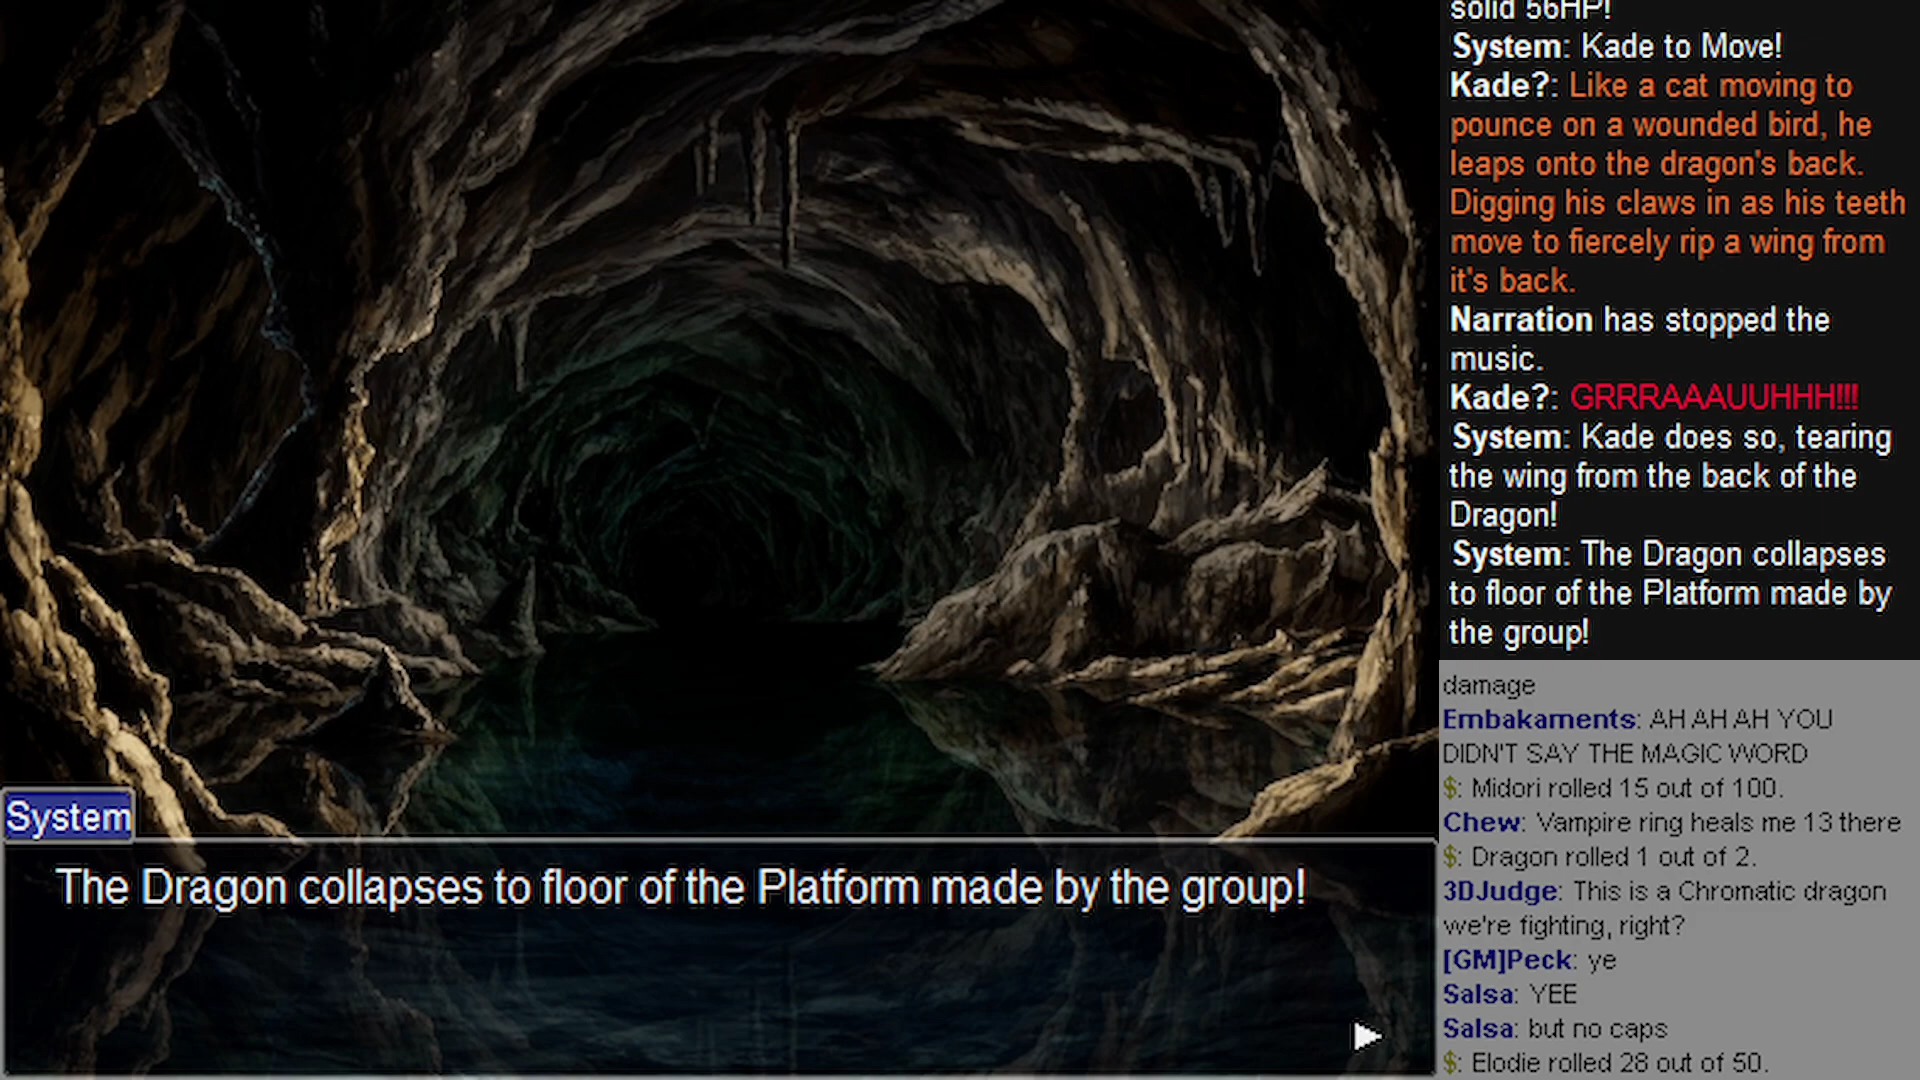 solid 56HP!
System: Kade to Move!
Kade?: Like a cat moving to
pounce on a wounded bird, he
leaps onto the dragon's back.
Digging his claws in as his teeth
move to fiercely rip a wing from
it's back.
Narration has stopped the
music.
Kade?: GRRRAAAUUHHH!!!
System: Kade does so, tearing
the wing from the back of the
Dragon!
System: The Dragon collapses
to floor of the Platform made by
the group!
damage
Embakaments: AH AH AH YOU
DIDN'T SAY THE MAGIC WORD
$: Midori rolled 15 out of 100.
Chew: Vampire ring heals me 13 there
$: Dragon rolled 1 out of 2.
3DJudge: This is a Chromatic dragon
we're fighting, right?
[GM]Peck: ye
Salsa: YEE
Salsa: but no caps
$: Elodie rolled 28 out of 50.
System
The Dragon collapses to floor of the Platform made by the group!